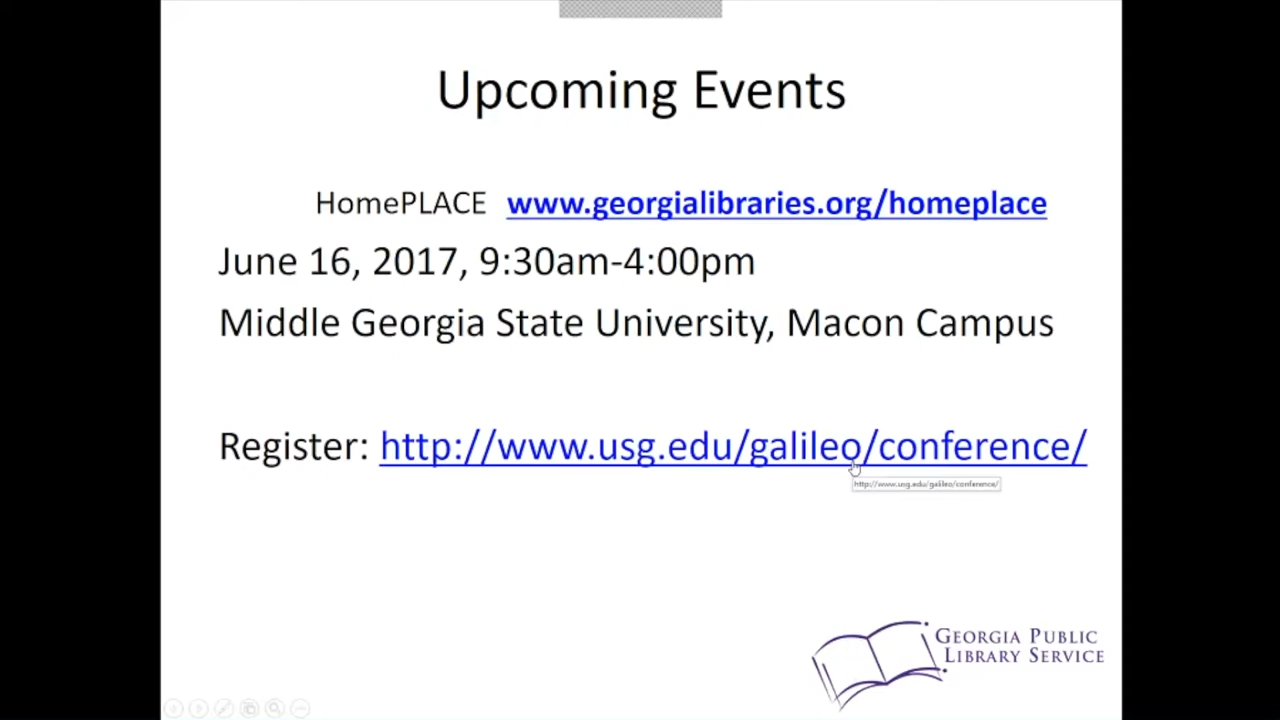 Upcoming Events
HomePLACE www.georgialibraries.org/homeplace
June 16, 2017, 9:30am-4:00pm
Middle Georgia State University, Macon Campus
Register: http://www.usg.edu/galileo/conference/
http://www.usg.edu/galileo/conference/
GEORGIA PUBLIC
LIBRARY SERVICE